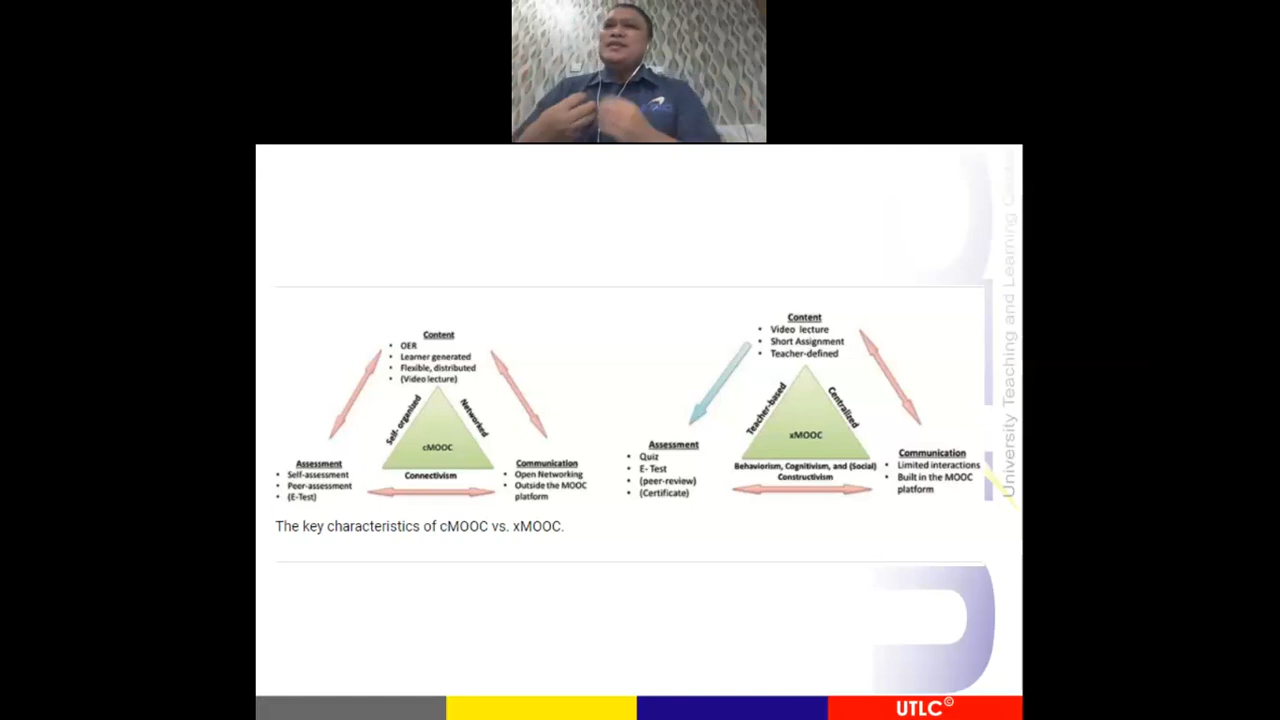 Content
• OER
• Learner generated
• Flexible, distributed
• (Video lecture)
Self- organized
Networked
cMOOC
Connectivism
Assessment
• Self-assessment
• Peer-assessment
• (E-Test)
Communication
• Open Networking
• Outside the MOOC
platform
Content
• Video lecture
• Short Assignment
• Teacher-defined
Teacher-based
Centralized
xMOOC
Behaviorism, Cognitivism, and (Social)
Constructivism
Assessment
• Quiz
• E- Test
• (peer-review)
• (Certificate)
Communication
• Limited interactions
• Built in the MOOC
platform
The key characteristics of cMOOC vs. xMOOC.
University Teaching and Learning
UTLC©